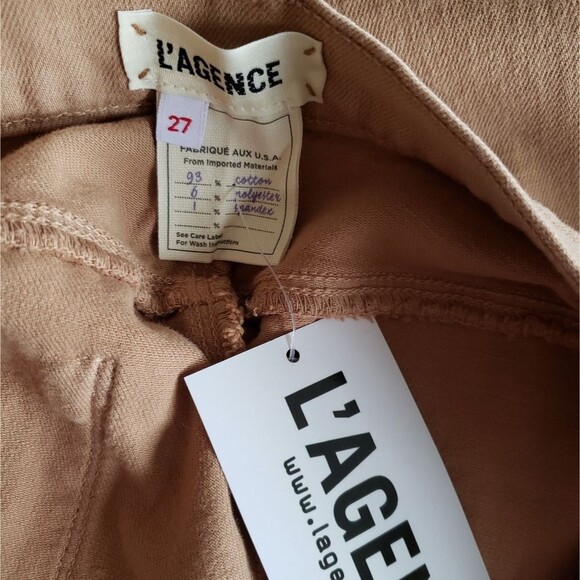 L'AGENCE
27
FABRIQUÉ AUX U.S.A.
From Imported Materials
93 % cotton
6 % polyester
1 % spandex
%
See Care Label
For Wash Instructions
L'AGEN
www.lage